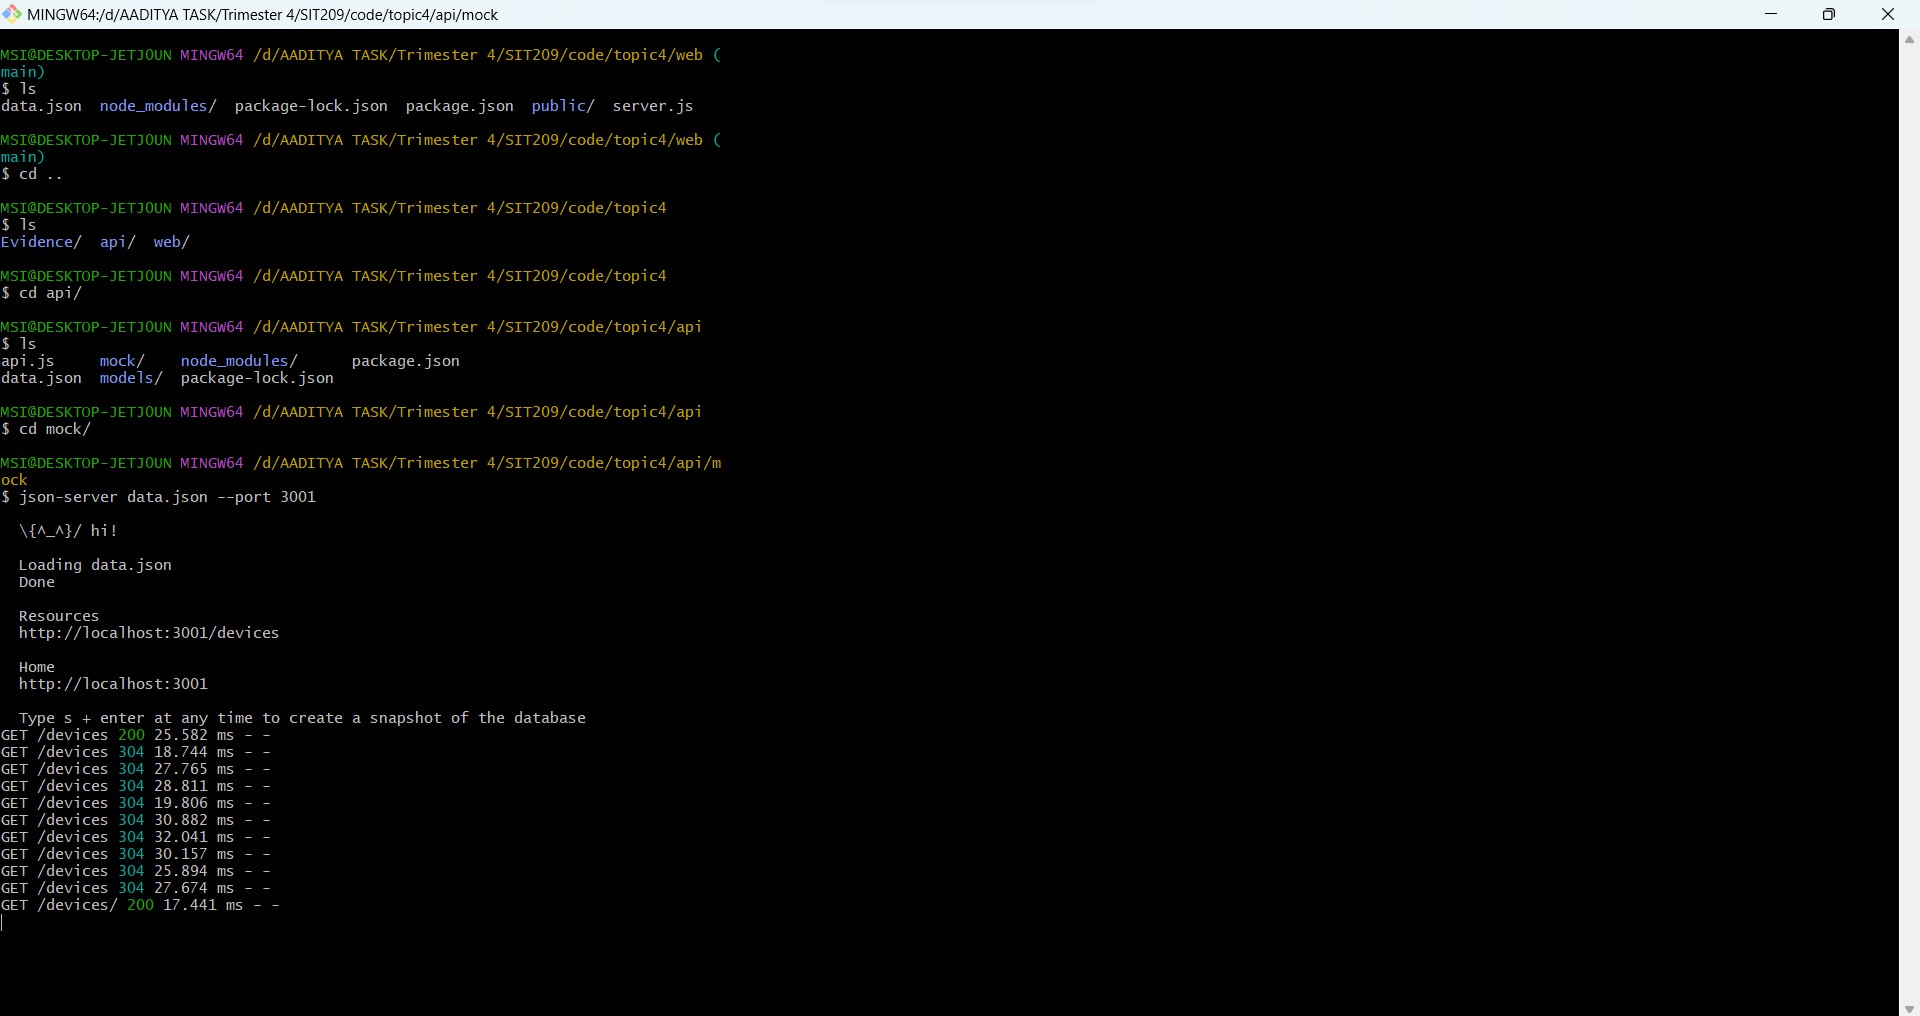 MINGW64:/d/AADITYA TASK/Trimester 4/SIT209/code/topic4/api/mock
MSI@DESKTOP-JETJOUN MINGW64 /d/AADITYA TASK/Trimester 4/SIT209/code/topic4/web (
main)
$ ls
data.json  node_modules/  package-lock.json  package.json  public/  server.js
MSI@DESKTOP-JETJOUN MINGW64 /d/AADITYA TASK/Trimester 4/SIT209/code/topic4/web (
main)
$ cd ..
MSI@DESKTOP-JETJOUN MINGW64 /d/AADITYA TASK/Trimester 4/SIT209/code/topic4
$ ls
Evidence/  api/  web/
MSI@DESKTOP-JETJOUN MINGW64 /d/AADITYA TASK/Trimester 4/SIT209/code/topic4
$ cd api/
MSI@DESKTOP-JETJOUN MINGW64 /d/AADITYA TASK/Trimester 4/SIT209/code/topic4/api
$ ls
api.js     mock/    node_modules/      package.json
data.json  models/  package-lock.json
MSI@DESKTOP-JETJOUN MINGW64 /d/AADITYA TASK/Trimester 4/SIT209/code/topic4/api
$ cd mock/
MSI@DESKTOP-JETJOUN MINGW64 /d/AADITYA TASK/Trimester 4/SIT209/code/topic4/api/m
ock
$ json-server data.json --port 3001
\{^_^}/ hi!
Loading data.json
Done
Resources
http://localhost:3001/devices
Home
http://localhost:3001
Type s + enter at any time to create a snapshot of the database
GET /devices 200 25.582 ms - -
GET /devices 304 18.744 ms - -
GET /devices 304 27.765 ms - -
GET /devices 304 28.811 ms - -
GET /devices 304 19.806 ms - -
GET /devices 304 30.882 ms - -
GET /devices 304 32.041 ms - -
GET /devices 304 30.157 ms - -
GET /devices 304 25.894 ms - -
GET /devices 304 27.674 ms - -
GET /devices/ 200 17.441 ms - -